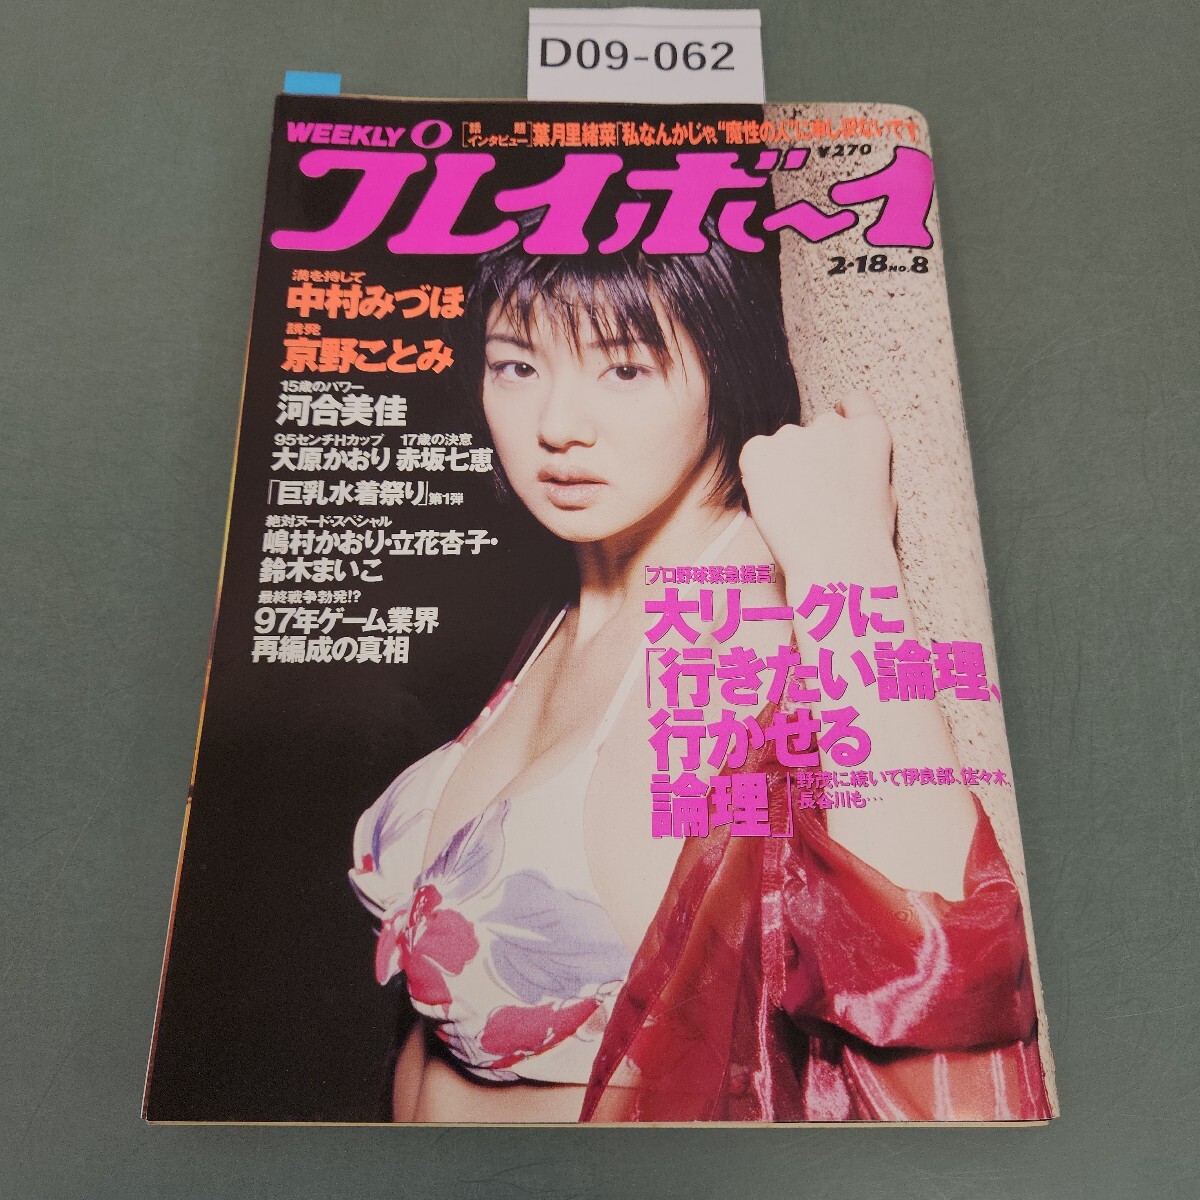 D09-062
[緒超インタビュー]葉月里緒菜「私なんかじゃ、"魔性の人"に申し訳ないです」
WEEKLY
プレイボーイ
¥270
2・18 NO.8
満を持して
中村みづほ
誘発
京野ことみ
15歳のパワー
河合美佳
95センチHカップ
大原かおり
17歳の決意
赤坂七恵
「巨乳水着祭り」第1弾
絶対ヌード・スペシャル
嶋村かおり・立花杏子・
鈴木まいこ
最終戦争勃発!?
97年ゲーム業界
再編成の真相
[プロ野球緊急提言]
大リーグに
「行きたい論理、
行かせる
論理」
野茂に続いて伊良部、佐々木、
長谷川も…